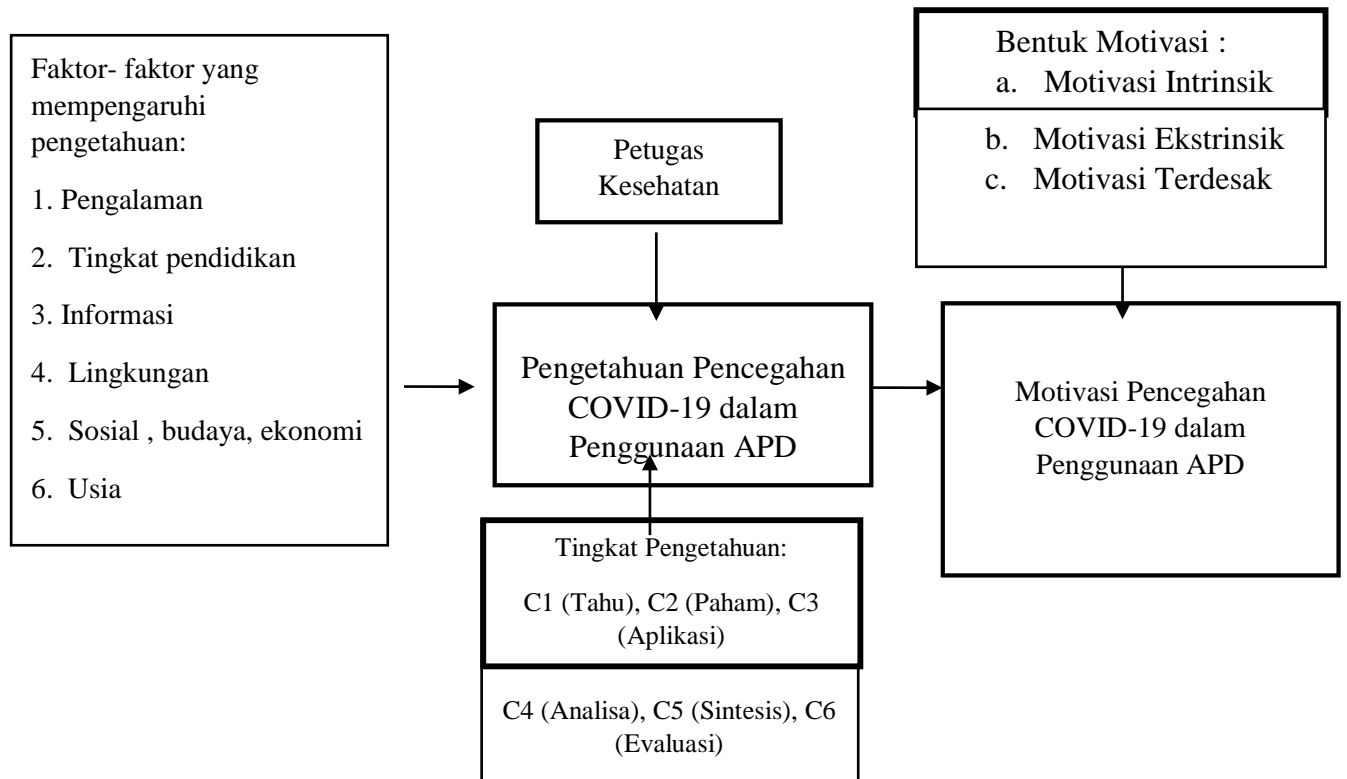 Faktor- faktor yang
mempengaruhi
pengetahuan:
1. Pengalaman
2. Tingkat pendidikan
3. Informasi
4. Lingkungan
5. Sosial , budaya, ekonomi
6. Usia
Petugas
Kesehatan
Bentuk Motivasi :
a. Motivasi Intrinsik
b. Motivasi Ekstrinsik
c. Motivasi Terdesak
Pengetahuan Pencegahan
COVID-19 dalam
Penggunaan APD
Motivasi Pencegahan
COVID-19 dalam
Penggunaan APD
Tingkat Pengetahuan:
C1 (Tahu), C2 (Paham), C3
(Aplikasi)
C4 (Analisa), C5 (Sintesis), C6
(Evaluasi)